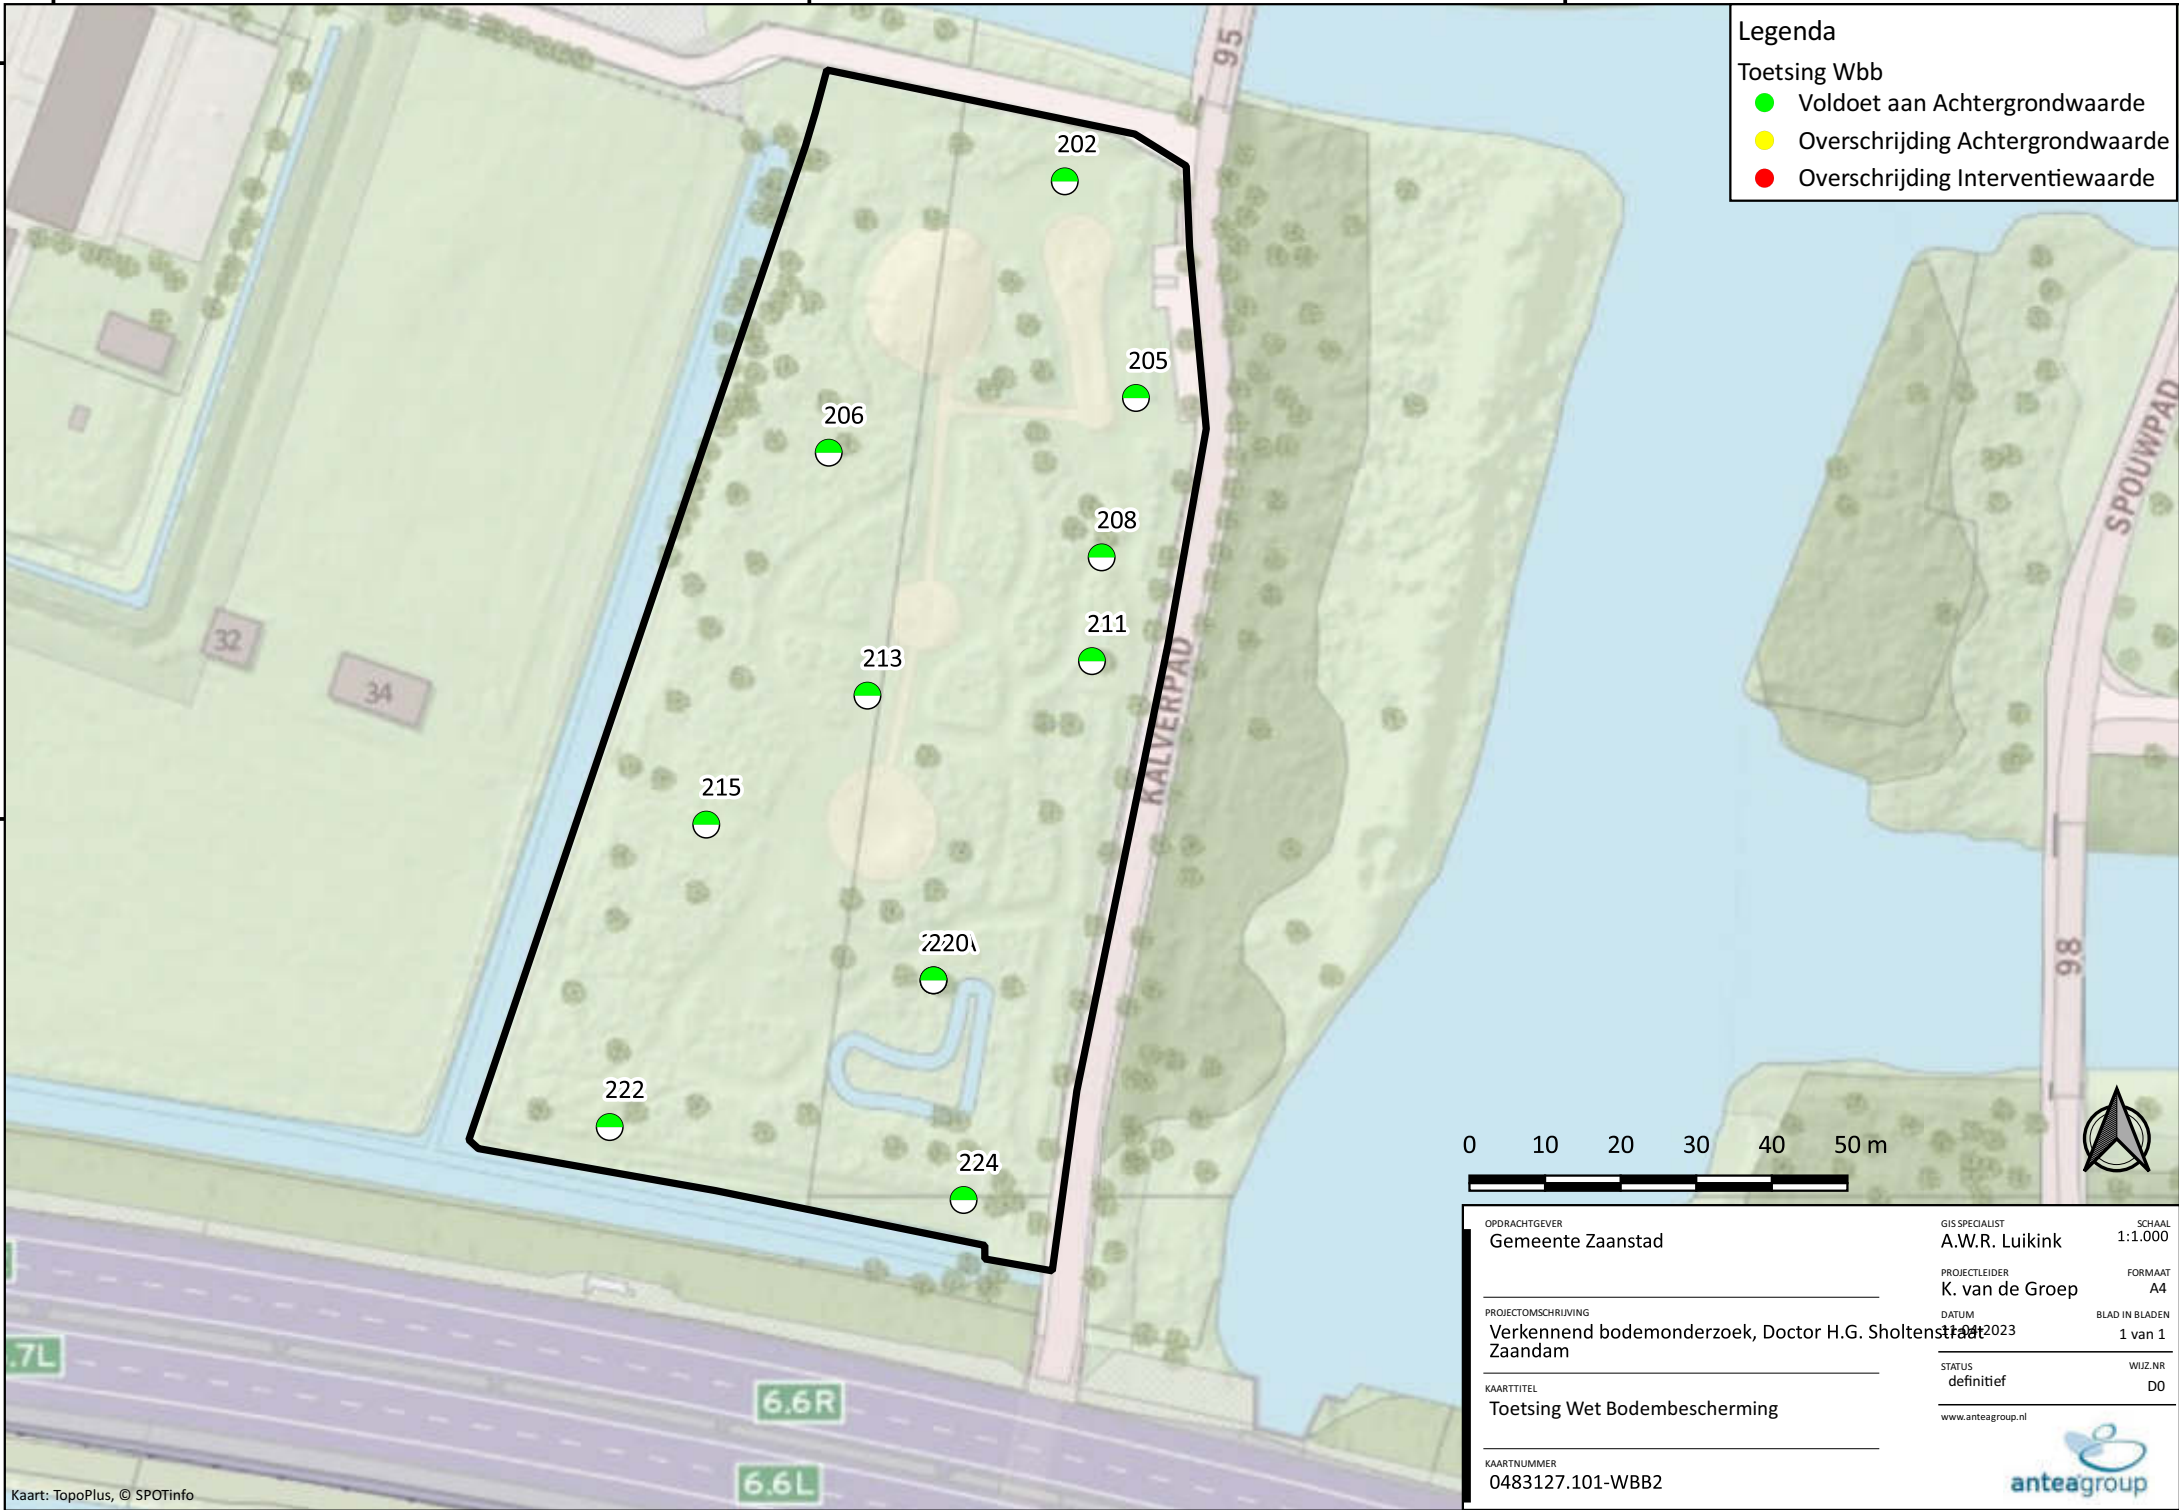 Legenda
Toetsing Wbb
Voldoet aan Achtergrondwaarde
Overschrijding Achtergrondwaarde
Overschrijding Interventiewaarde
95
202
205
206
208
211
213
215
220
222
224
32
34
KALVERPAD
SPOUWPAD
98
0 10 20 30 40 50 m
.7L
6.6R
6.6L
Kaart: TopoPlus, © SPOTinfo
OPDRACHTGEVER
Gemeente Zaanstad
PROJECTOMSCHRIJVING
Verkennend bodemonderzoek, Doctor H.G. Sholtenstraat
Zaandam
KAARTTITEL
Toetsing Wet Bodembescherming
KAARTNUMMER
0483127.101-WBB2
GIS SPECIALIST
A.W.R. Luikink
SCHAAL
1:1.000
PROJECTLEIDER
K. van de Groep
FORMAAT
A4
DATUM
11-04-2023
BLAD IN BLADEN
1 van 1
STATUS
definitief
WIJZ.NR
D0
www.anteagroup.nl
anteagroup